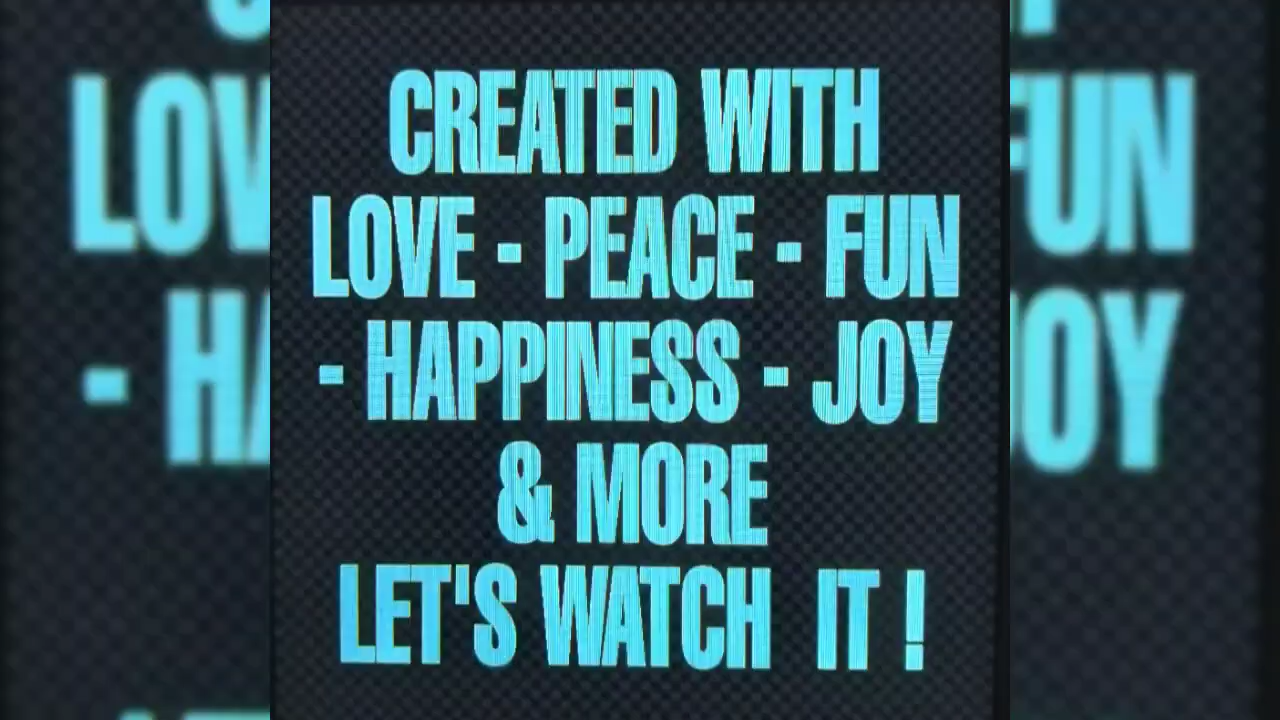 CREATED WITH
LOVE - PEACE - FUN
- HAPPINESS - JOY
& MORE
LET'S WATCH  IT !